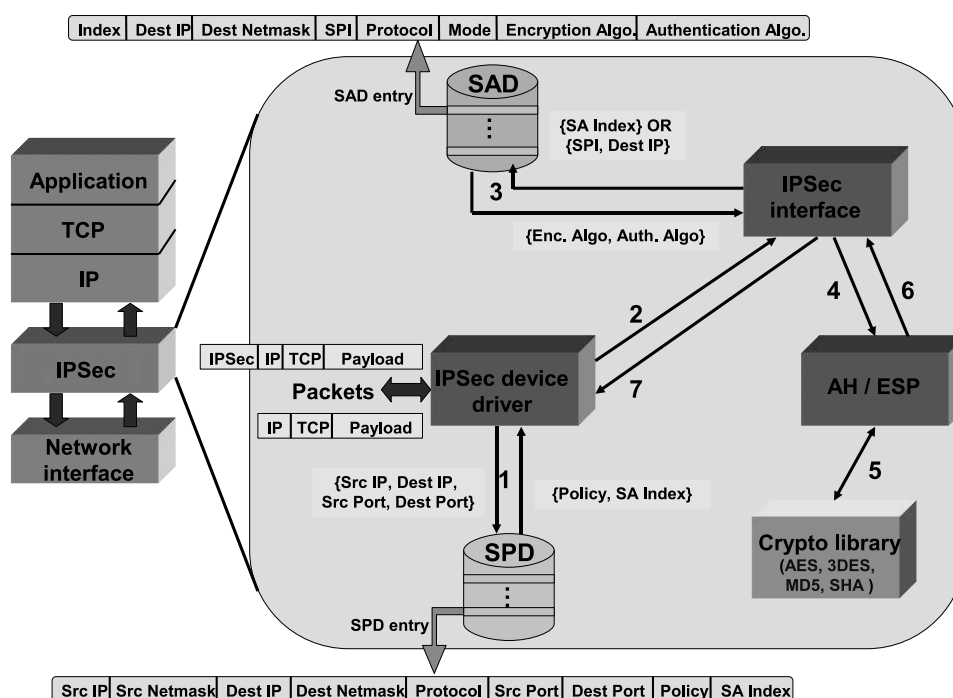 Index Dest IP Dest Netmask SPI Protocol Mode Encryption Algo. Authentication Algo.
SAD entry
SAD
{SA Index} OR
{SPI, Dest IP}
3
{Enc. Algo, Auth. Algo}
IPSec
interface
Application
TCP
IP
IPSec
Network
interface
2
4
6
7
IPSec IP TCP Payload
Packets
IP TCP Payload
IPSec device
driver
AH / ESP
1
{Src IP, Dest IP,
Src Port, Dest Port}
{Policy, SA Index}
5
Crypto library
(AES, 3DES,
MD5, SHA )
SPD
SPD entry
Src IP Src Netmask Dest IP Dest Netmask Protocol Src Port Dest Port Policy SA Index